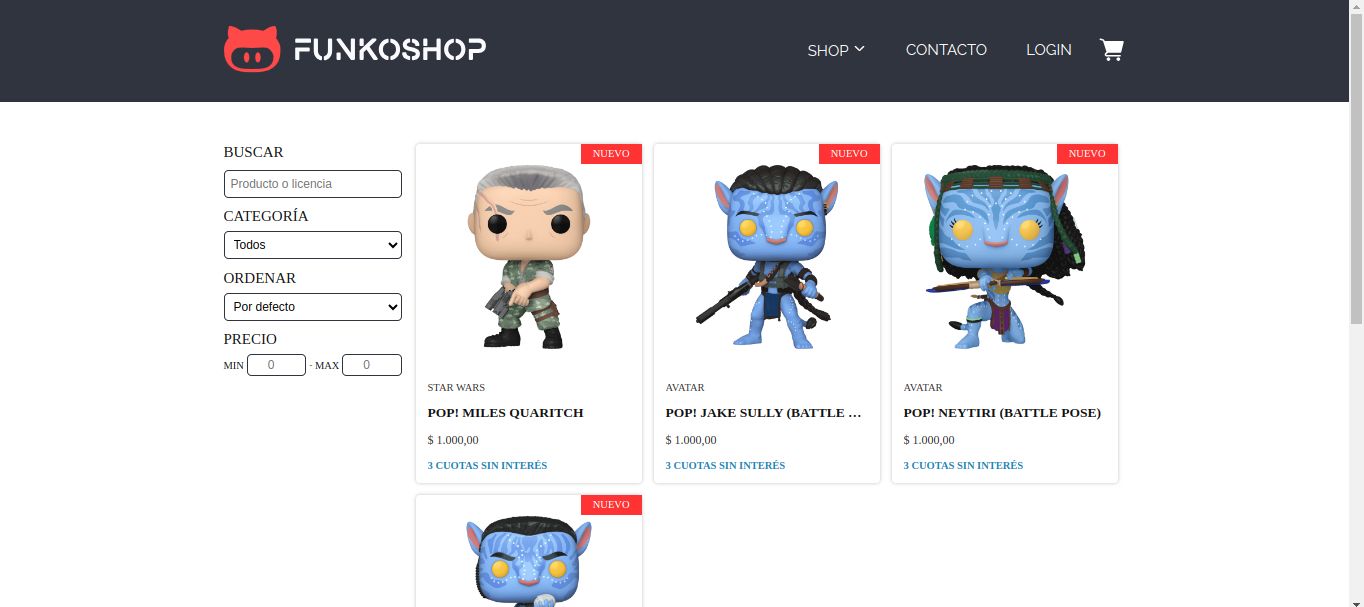 FUNKOSHOP
SHOP
CONTACTO
LOGIN
BUSCAR
Producto o licencia
CATEGORÍA
Todos
ORDENAR
Por defecto
PRECIO
MIN 0 - MAX 0
NUEVO
STAR WARS
POP! MILES QUARITCH
$ 1.000,00
3 CUOTAS SIN INTERÉS
NUEVO
AVATAR
POP! JAKE SULLY (BATTLE …
$ 1.000,00
3 CUOTAS SIN INTERÉS
NUEVO
AVATAR
POP! NEYTIRI (BATTLE POSE)
$ 1.000,00
3 CUOTAS SIN INTERÉS
NUEVO